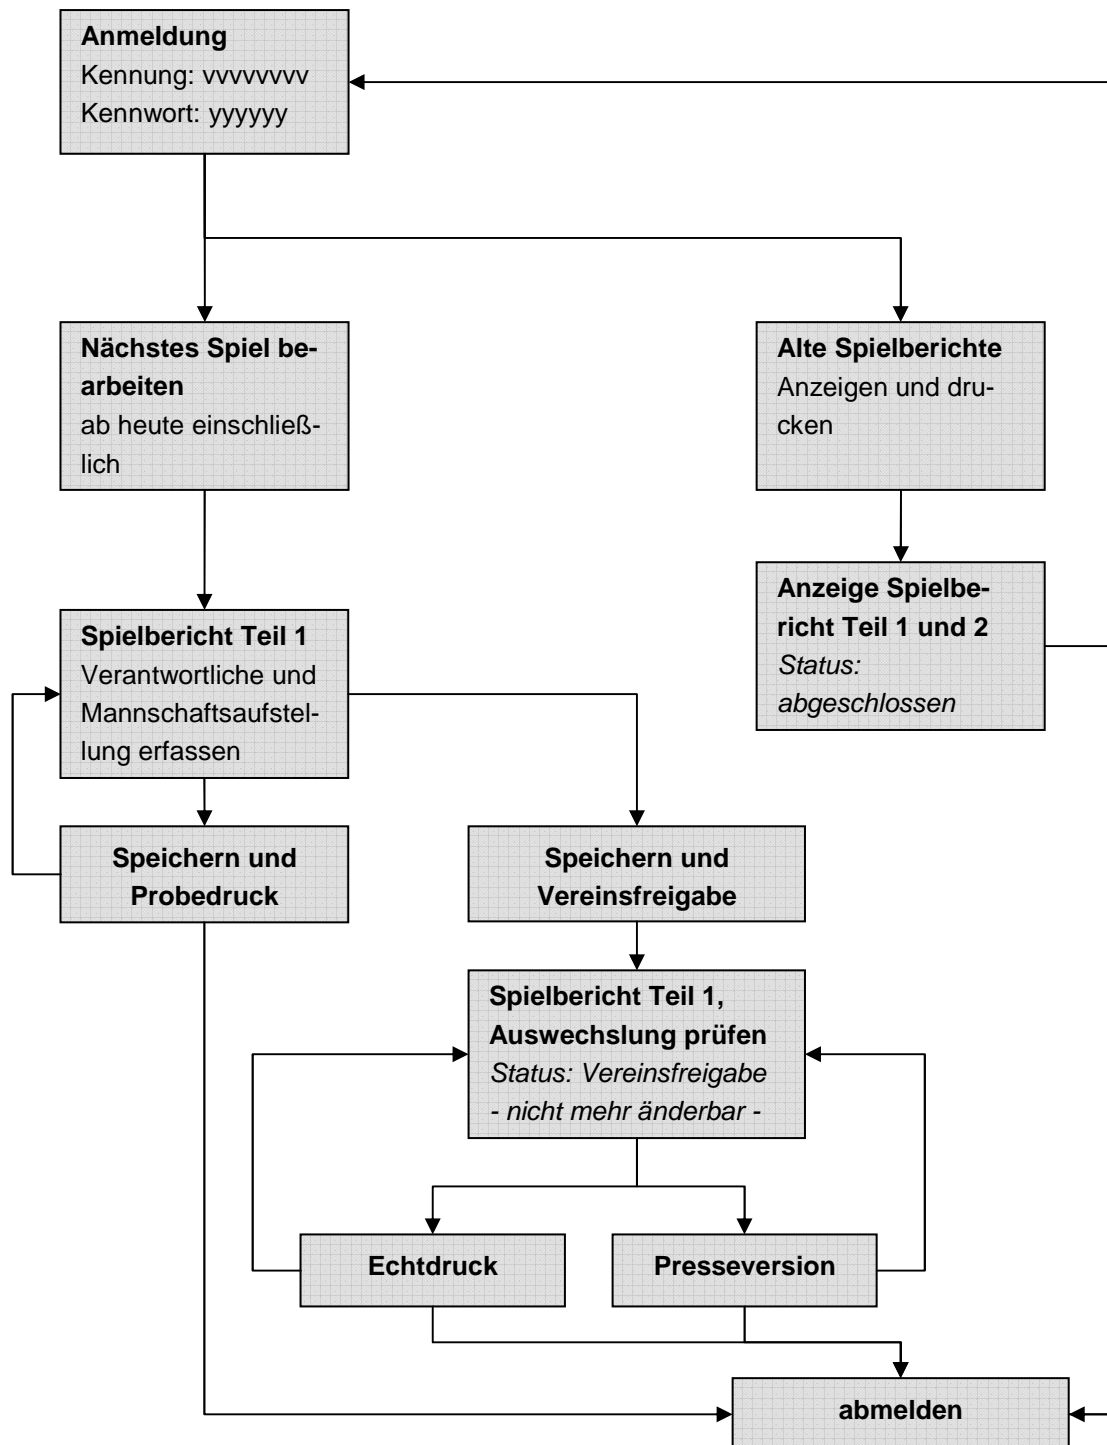 Anmeldung
Kennung: vvvvvvvv
Kennwort: yyyyyy
Nächstes Spiel be-
arbeiten
ab heute einschließ-
lich
Alte Spielberichte
Anzeigen und dru-
cken
Anzeige Spielbe-
richt Teil 1 und 2
Status:
abgeschlossen
Spielbericht Teil 1
Verantwortliche und
Mannschaftsaufstel-
lung erfassen
Speichern und
Probedruck
Speichern und
Vereinsfreigabe
Spielbericht Teil 1,
Auswechslung prüfen
Status: Vereinsfreigabe
- nicht mehr änderbar -
Echtdruck
Presseversion
abmelden